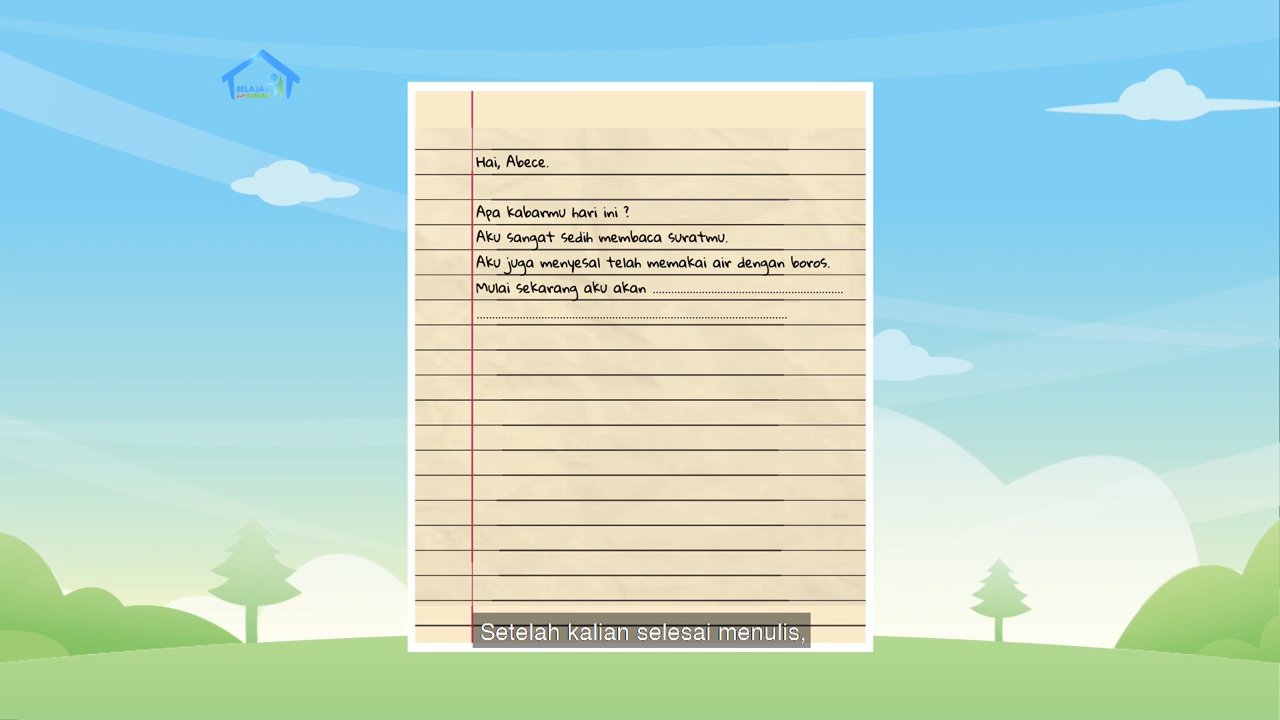 BELAJAR
Hai, Abece.
Apa kabarmu hari ini ?
Aku sangat sedih membaca suratmu.
Aku juga menyesal telah memakai air dengan boros.
Mulai sekarang aku akan ................................................................
........................................................................................................
Setelah kalian selesai menulis,